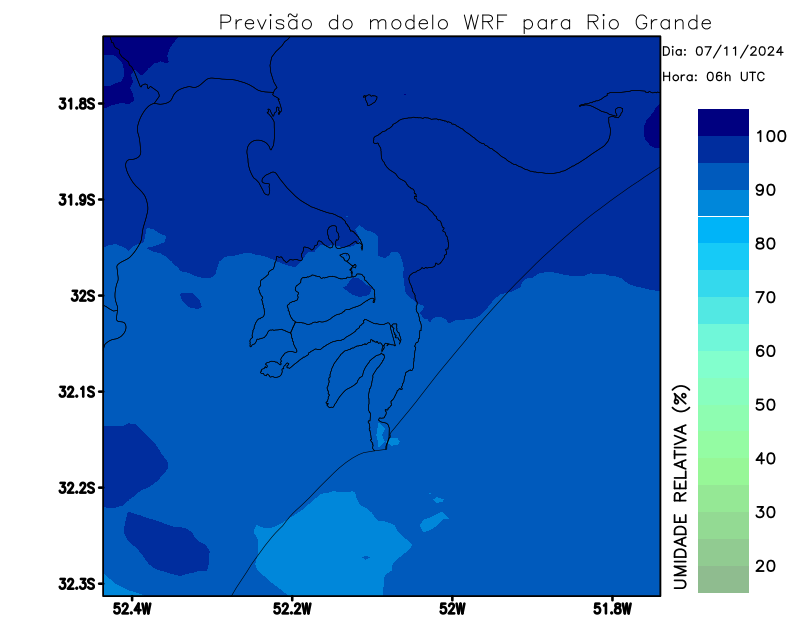 Previsão do modelo WRF para Rio Grande
Dia: 07/11/2024
Hora: 06h UTC
31.8S
31.9S
32S
32.1S
32.2S
32.3S
52.4W
52.2W
52W
51.8W
100
90
80
70
60
50
40
30
20
UMIDADE RELATIVA (%)